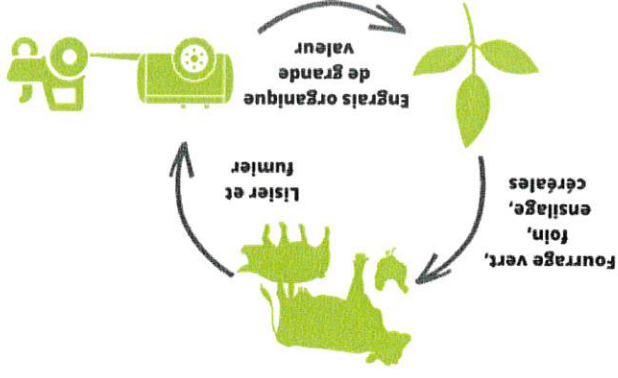 Fourrage vert,
foin,
ensilage,
céréales
Lisier et
fumier
Engrais organique
de grande
valeur